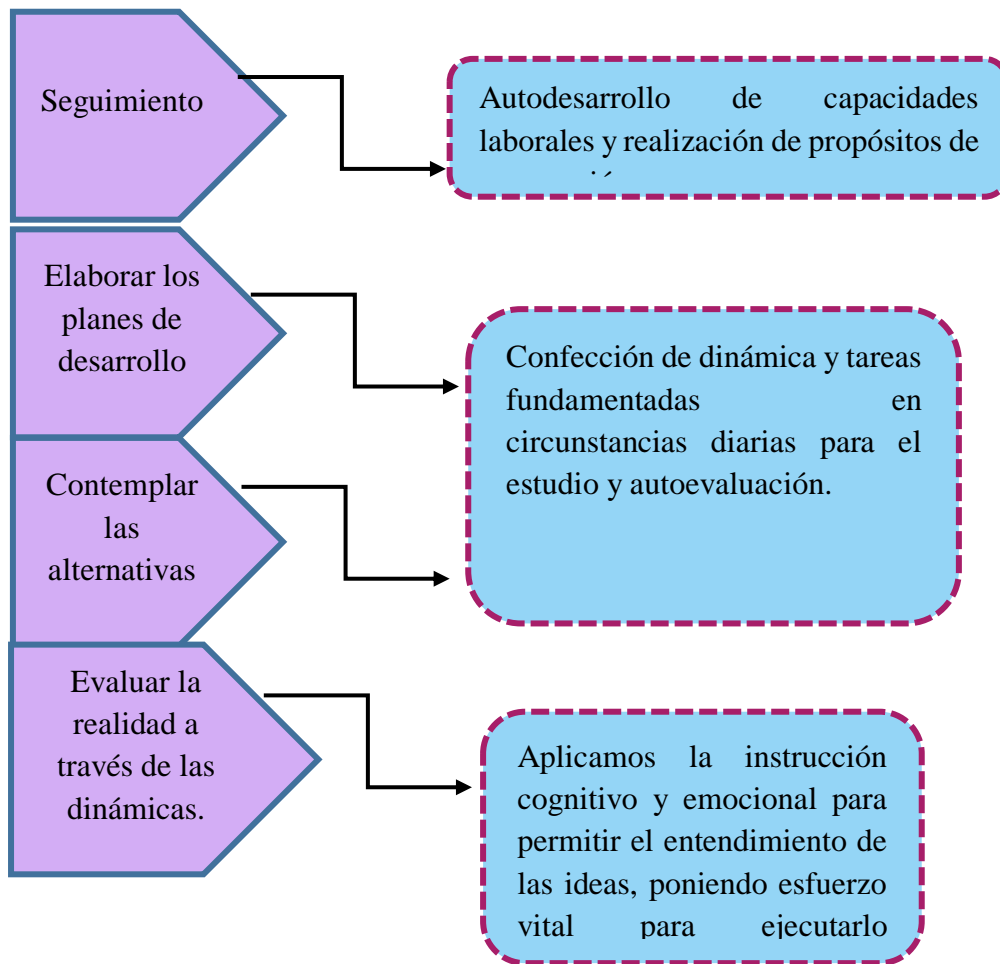 Seguimiento
Autodesarrollo de capacidades
laborales y realización de propósitos de
Elaborar los
planes de
desarrollo
Confección de dinámica y tareas
fundamentadas en
circunstancias diarias para el
estudio y autoevaluación.
Contemplar
las
alternativas
Evaluar la
realidad a
través de las
dinámicas.
Aplicamos la instrucción
cognitivo y emocional para
permitir el entendimiento de
las ideas, poniendo esfuerzo
vital para ejecutarlo